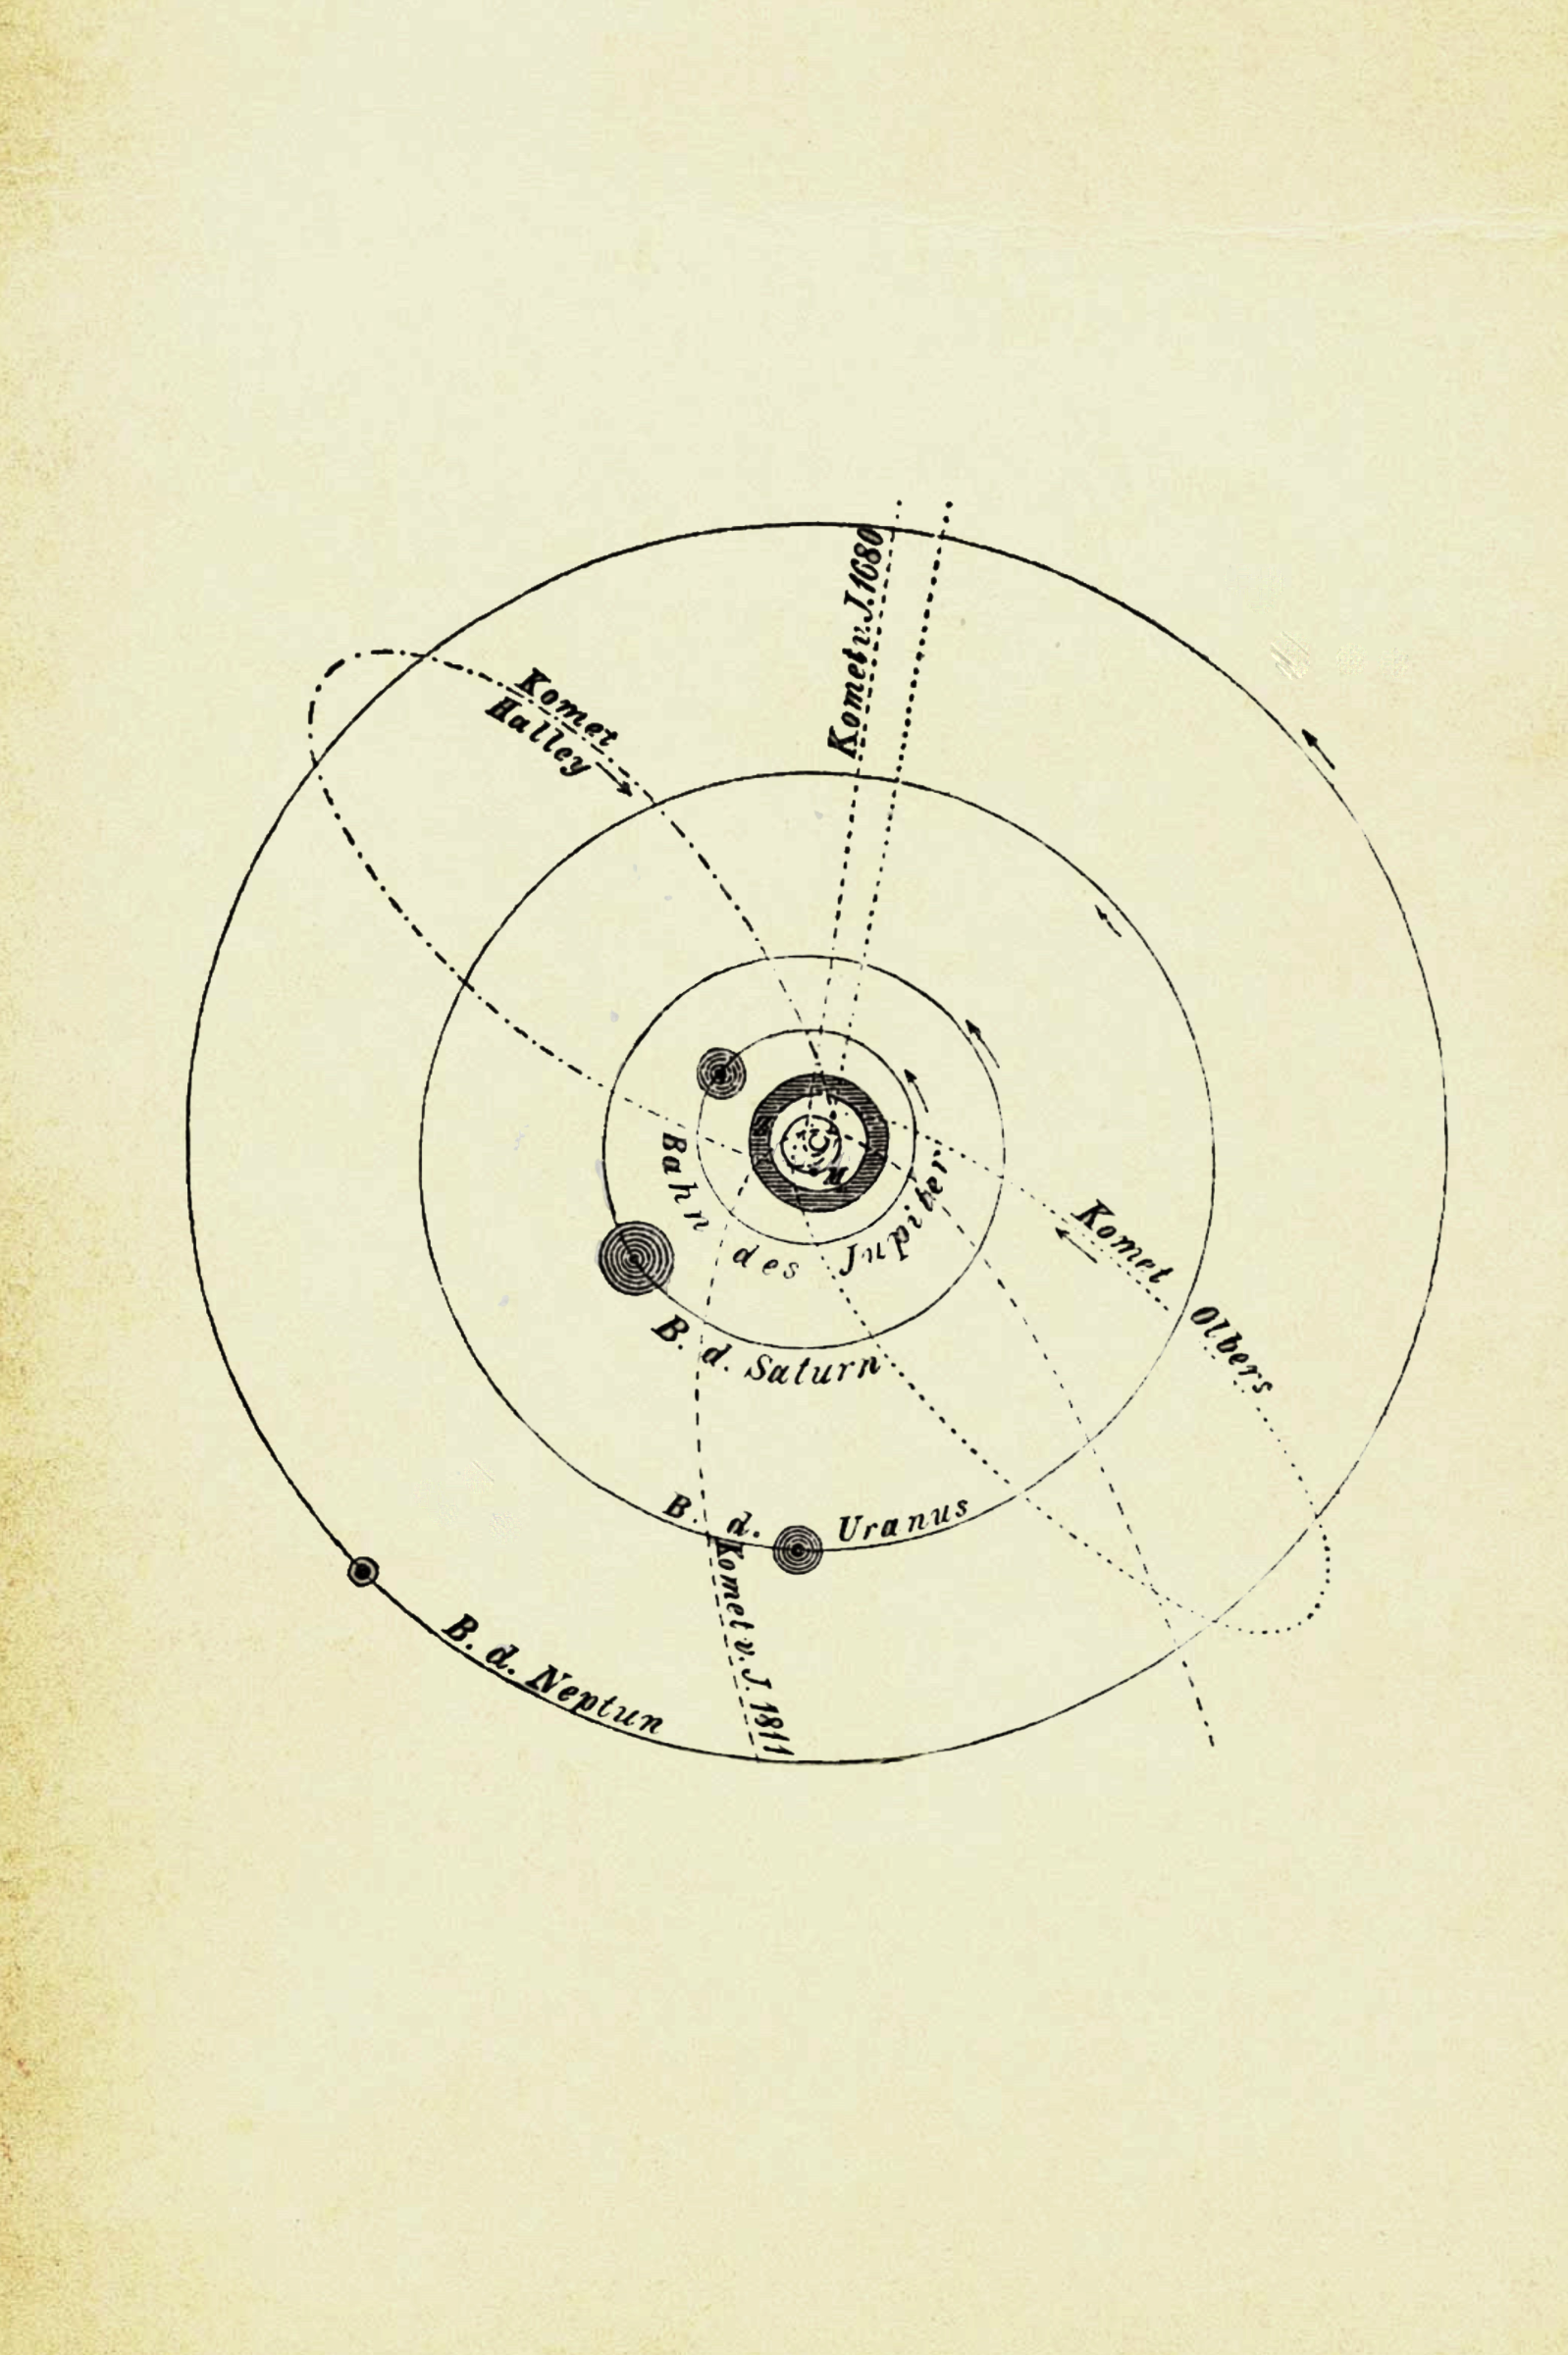 Komet v. J. 1680
Komet
Halley
Bahn des Jupiter
Komet Olbers
B. d. Saturn
B. d. Uranus
Komet v. J. 1811
B. d. Neptun